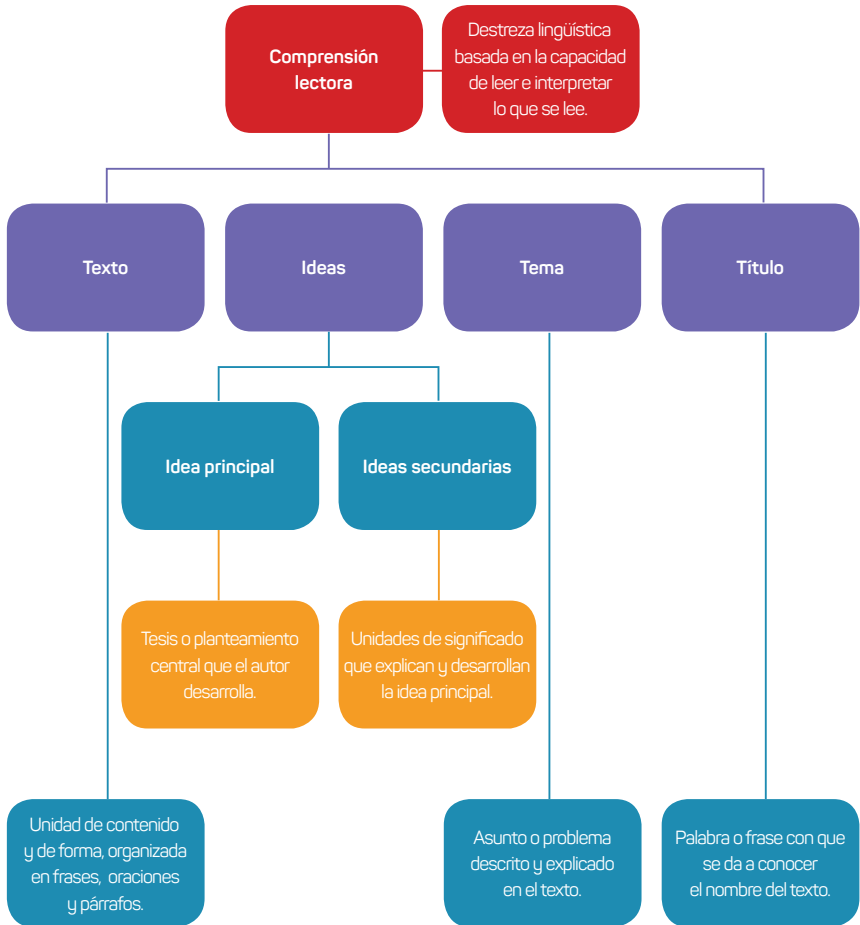 Comprensión
lectora
Destreza lingüística
basada en la capacidad
de leer e interpretar
lo que se lee.
Texto
Ideas
Tema
Título
Idea principal
Ideas secundarias
Tesis o planteamiento
central que el autor
desarrolla.
Unidades de significado
que explican y desarrollan
la idea principal.
Unidad de contenido
y de forma, organizada
en frases, oraciones
y párrafos.
Asunto o problema
descrito y explicado
en el texto.
Palabra o frase con que
se da a conocer
el nombre del texto.